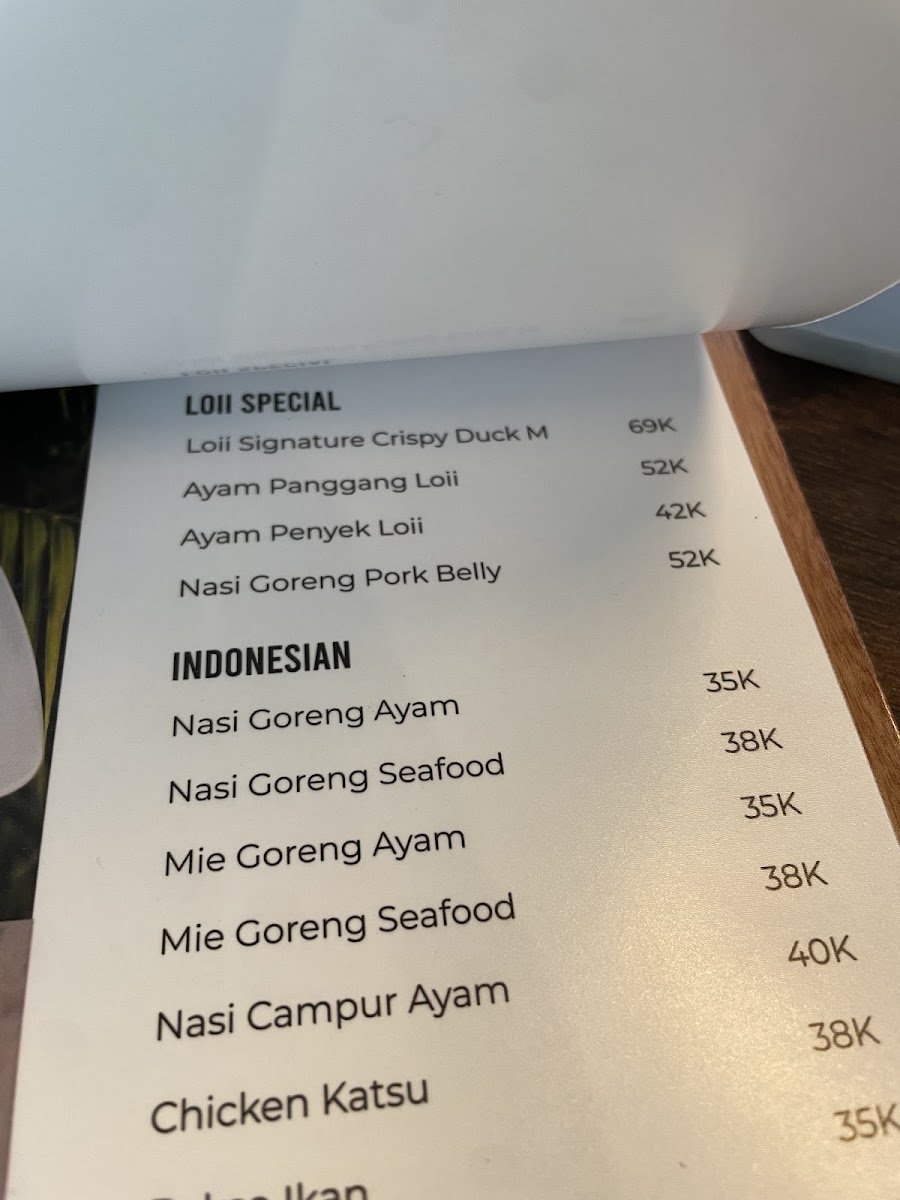 LOII SPECIAL
Loii Signature Crispy Duck M 69K
Ayam Panggang Loii 52K
Ayam Penyek Loii 42K
Nasi Goreng Pork Belly 52K
INDONESIAN
Nasi Goreng Ayam 35K
Nasi Goreng Seafood 38K
Mie Goreng Ayam 35K
Mie Goreng Seafood 38K
Nasi Campur Ayam 40K
Chicken Katsu 38K
Ikan 35K